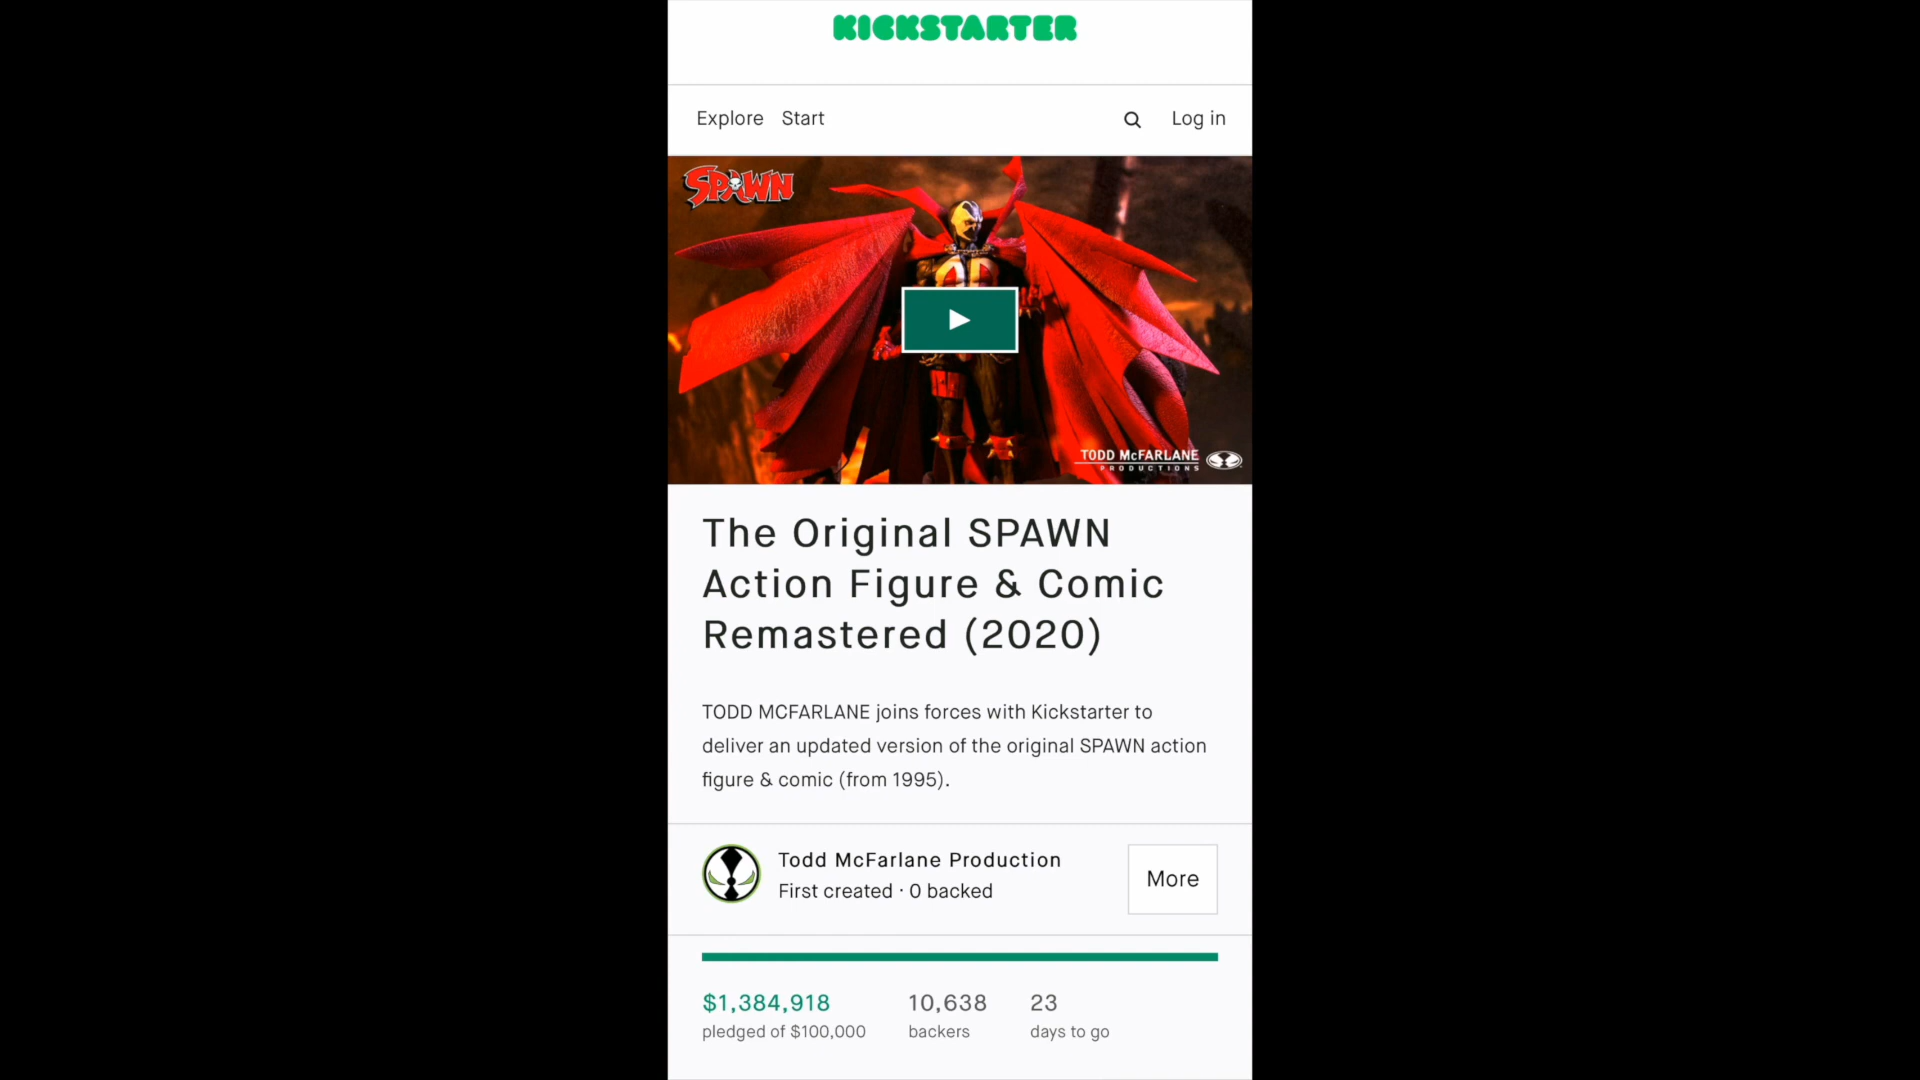 KICKSTARTER
Explore Start Log in
SPAWN
TODD McFARLANE
PRODUCTIONS
The Original SPAWN
Action Figure & Comic
Remastered (2020)
TODD MCFARLANE joins forces with Kickstarter to
deliver an updated version of the original SPAWN action
figure & comic (from 1995).
Todd McFarlane Production
First created · 0 backed
More
$1,384,918 10,638 23
pledged of $100,000 backers days to go